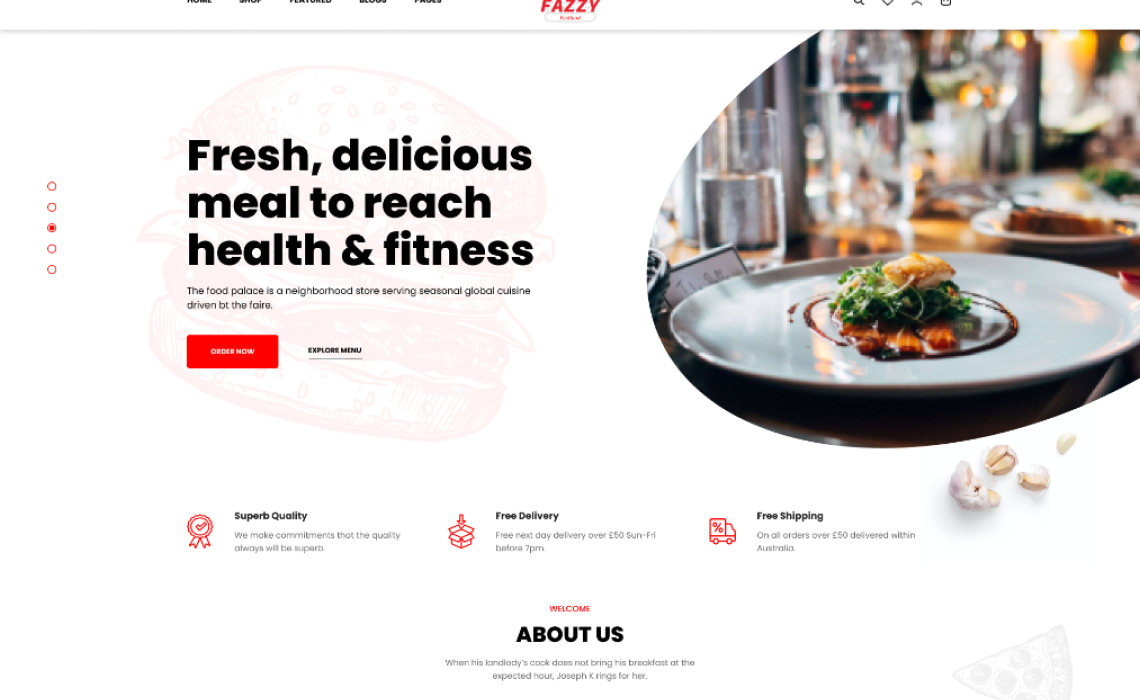 HOME SHOP FEATURED BLOGS PAGES
FAZZY
Fresh, delicious
meal to reach
health & fitness
The food palace is a neighborhood store serving seasonal global cuisine
driven bt the faire.
ORDER NOW EXPLORE MENU
Superb Quality
We make commitments that the quality
always will be superb.
Free Delivery
Free next day delivery over £50 Sun-Fri
before 7pm.
Free Shipping
On all orders over £50 delivered within
Australia.
WELCOME
ABOUT US
When his landlody's cook does not bring his breakfast at the
expected hour, Joseph K rings for her.